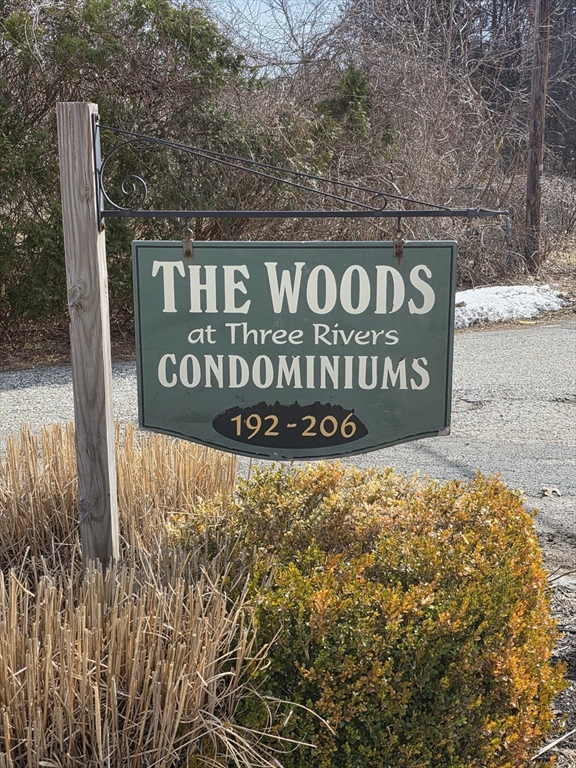 THE WOODS
at Three Rivers
CONDOMINIUMS
192-206